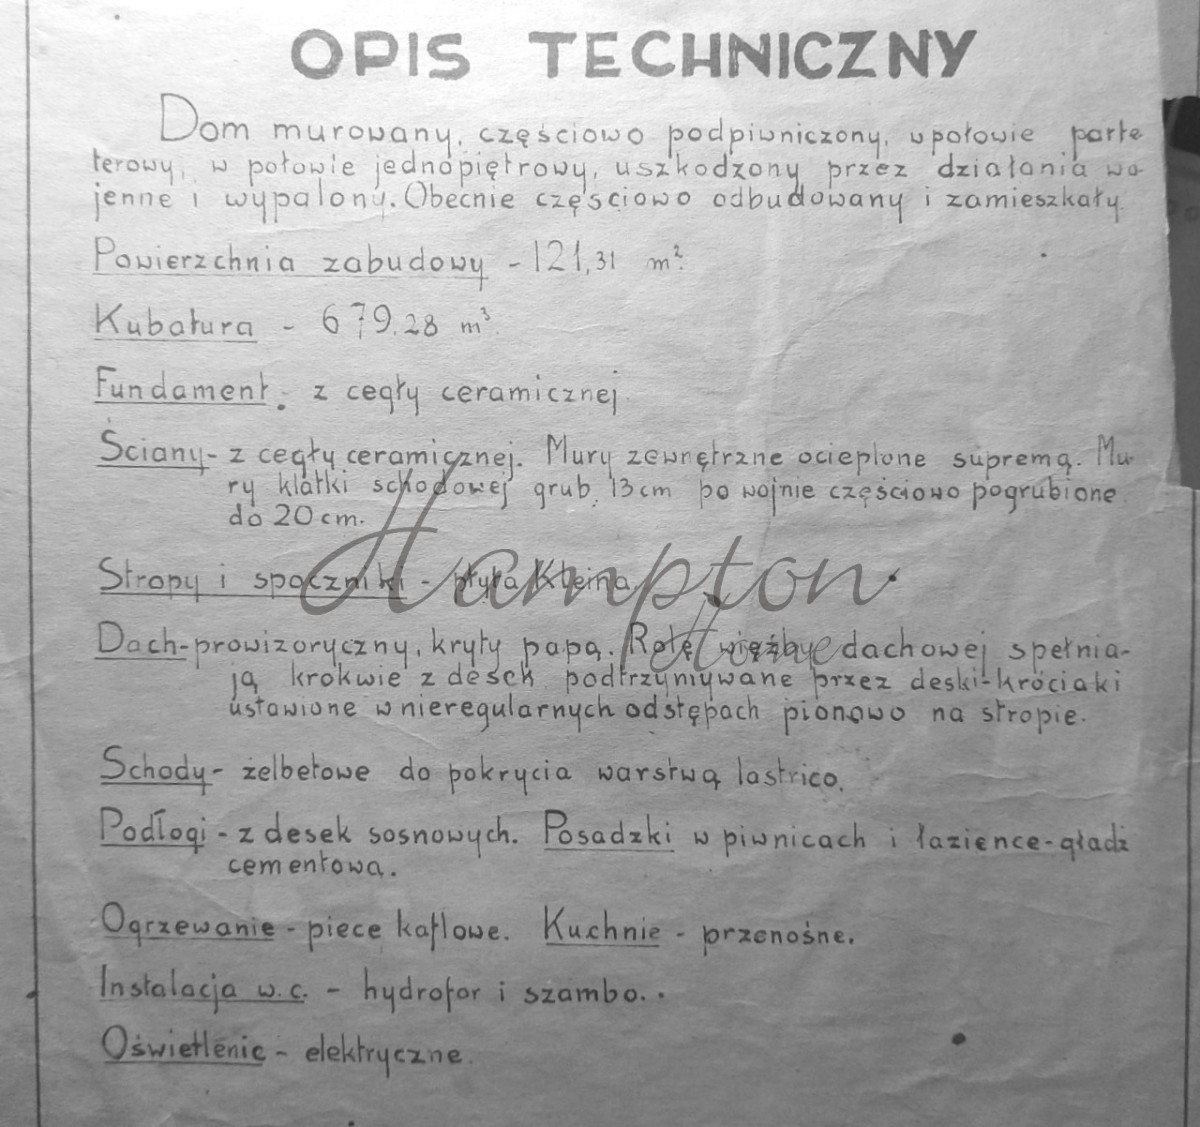 OPIS TECHNICZNY
Dom murowany, częściowo podpiwniczony, w połowie parte
terowy, w połowie jednopiętrowy, uszkodzony przez działania wo-
jenne i wypalony. Obecnie częściowo odbudowany i zamieszkały.
Powierzchnia zabudowy - 121,31 m².
Kubatura - 679.28 m³.
Fundament - z cegły ceramicznej.
Ściany - z cegły ceramicznej. Mury zewnętrzne ocieplone supremą. Mu-
ry klatki schodowej grub. 13 cm po wojnie częściowo pogrubione
do 20 cm.
Stropy i spoczniki - płyta Kleina
Dach - prowizoryczny, kryty papą. Rolę więźby dachowej spełnia-
ją krokwie z desek podtrzymywane przez deski-króciaki
ustawione w nieregularnych odstępach pionowo na stropie.
Schody - żelbetowe do pokrycia warstwą lastrico.
Podłogi - z desek sosnowych. Posadzki w piwnicach i łazience - gładź
cementowa.
Ogrzewanie - piece kaflowe. Kuchnie - przenośne.
Instalacja w.c. - hydrofor i szambo.
Oświetlenie - elektryczne.
Hampton
Home